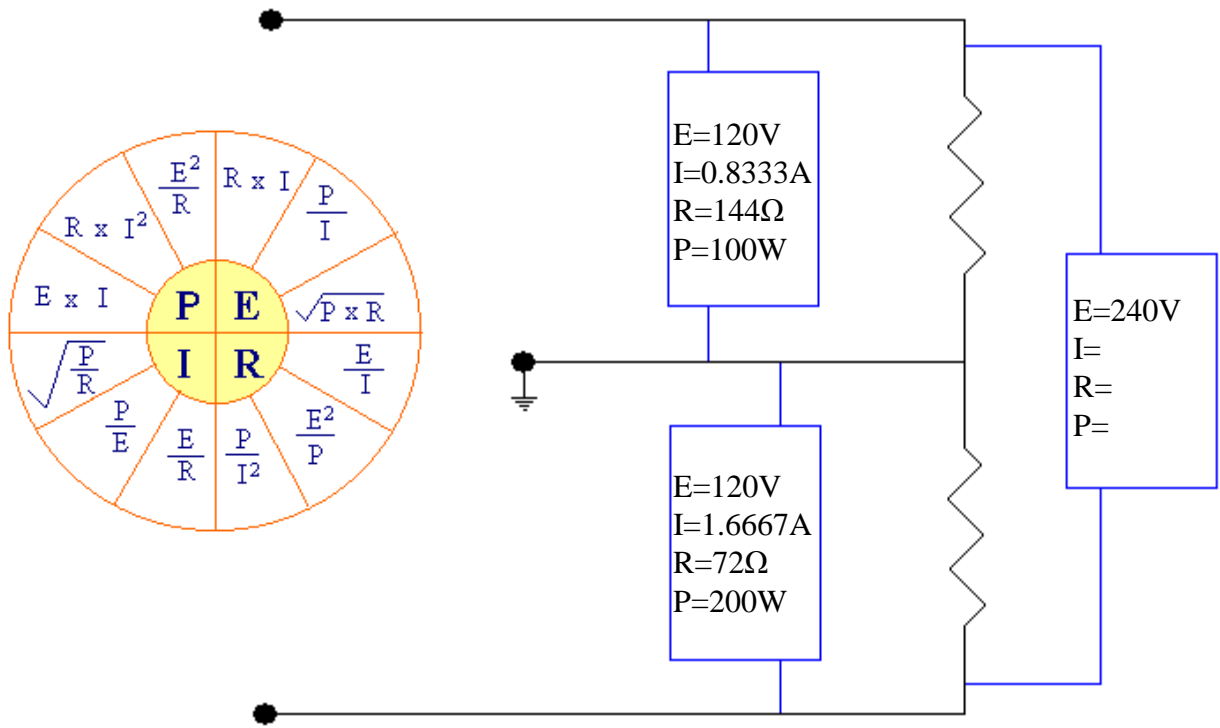 E²/R
R x I
P/I
R x I²
E x I
√(P x R)
P E
I R
√(P/R)
E/I
P/E
E/R
P/I²
E²/P
E=120V
I=0.8333A
R=144Ω
P=100W
E=240V
I=
R=
P=
E=120V
I=1.6667A
R=72Ω
P=200W